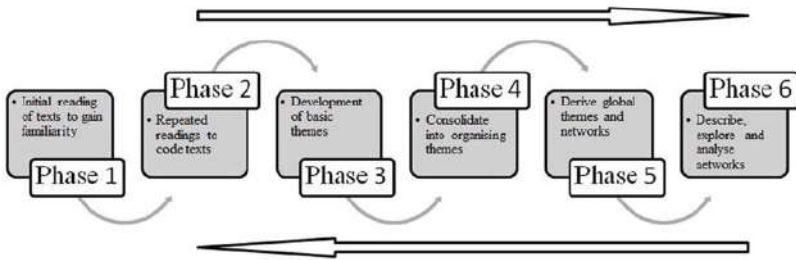 • Initial reading
of texts to gain
familiarity
Phase 1
Phase 2
• Repeated
readings to
code texts
• Development
of basic
themes
Phase 3
Phase 4
• Consolidate
into organising
themes
• Derive global
themes and
networks
Phase 5
Phase 6
• Describe,
explore and
analyse
networks